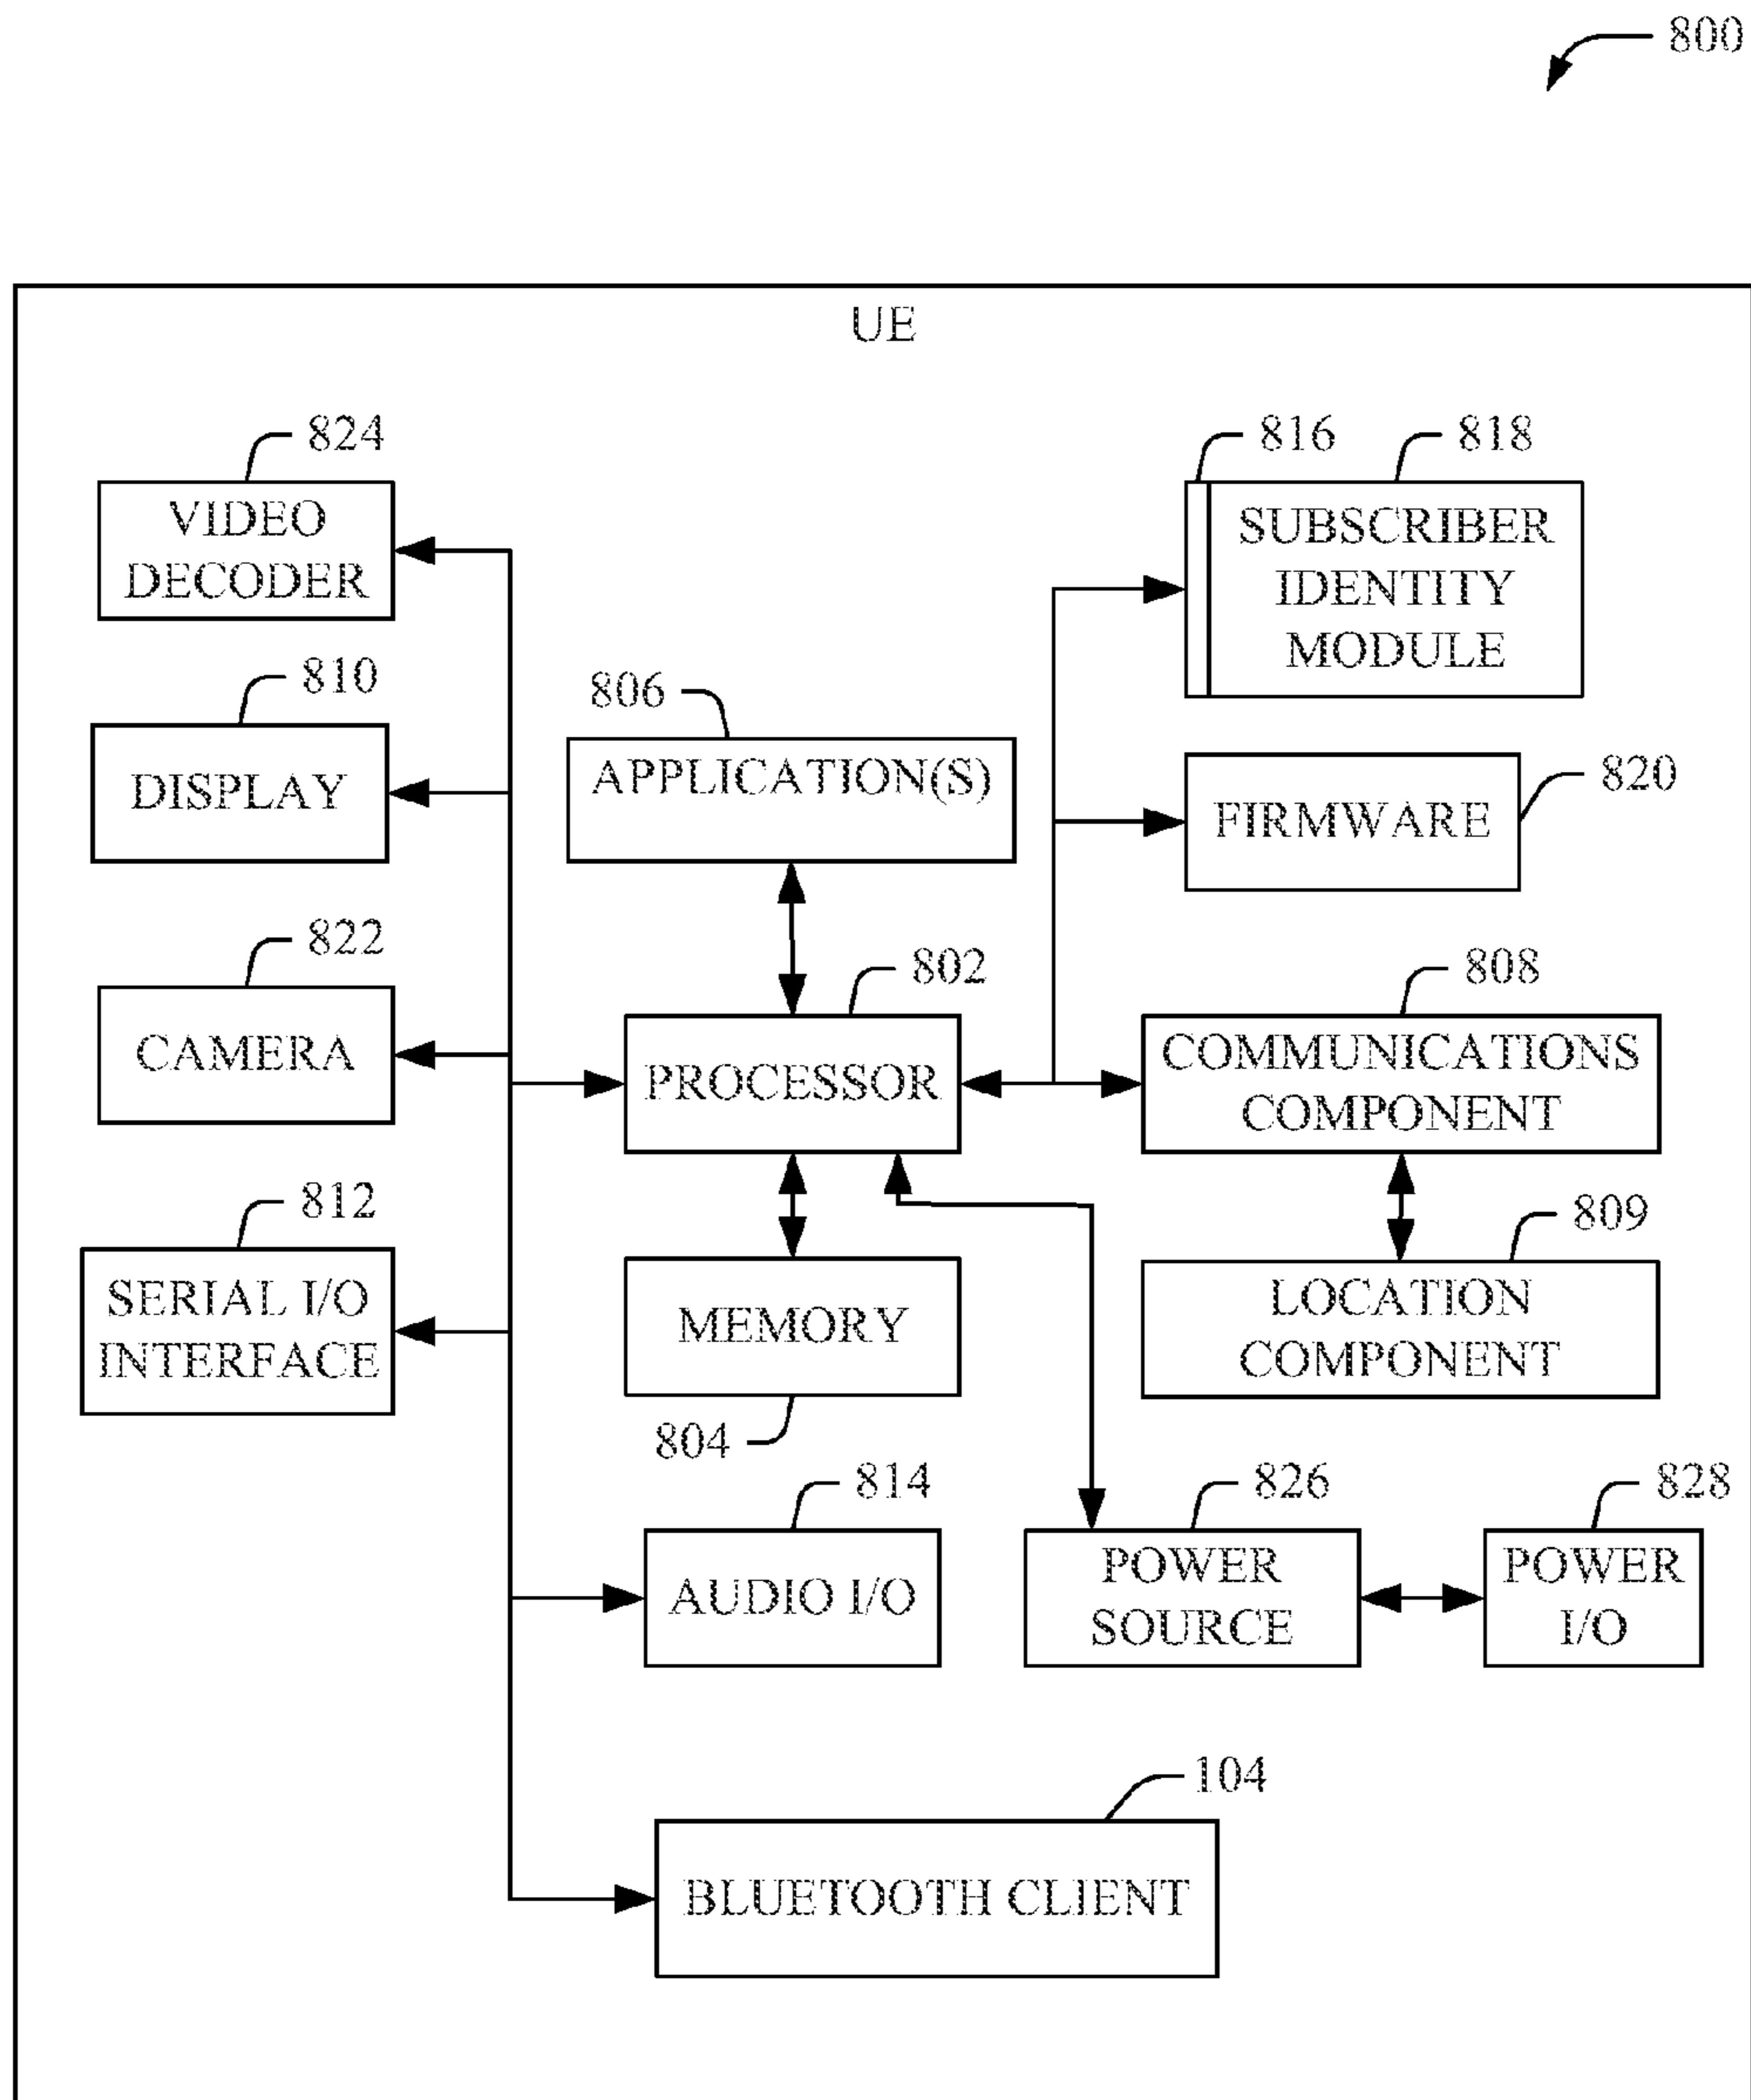 800
UE
824
VIDEO
DECODER
816
818
SUBSCRIBER
IDENTITY
MODULE
810
DISPLAY
806
APPLICATION(S)
820
FIRMWARE
822
CAMERA
802
PROCESSOR
808
COMMUNICATIONS
COMPONENT
812
SERIAL I/O
INTERFACE
MEMORY
804
809
LOCATION
COMPONENT
814
AUDIO I/O
826
POWER
SOURCE
828
POWER
I/O
104
BLUETOOTH CLIENT